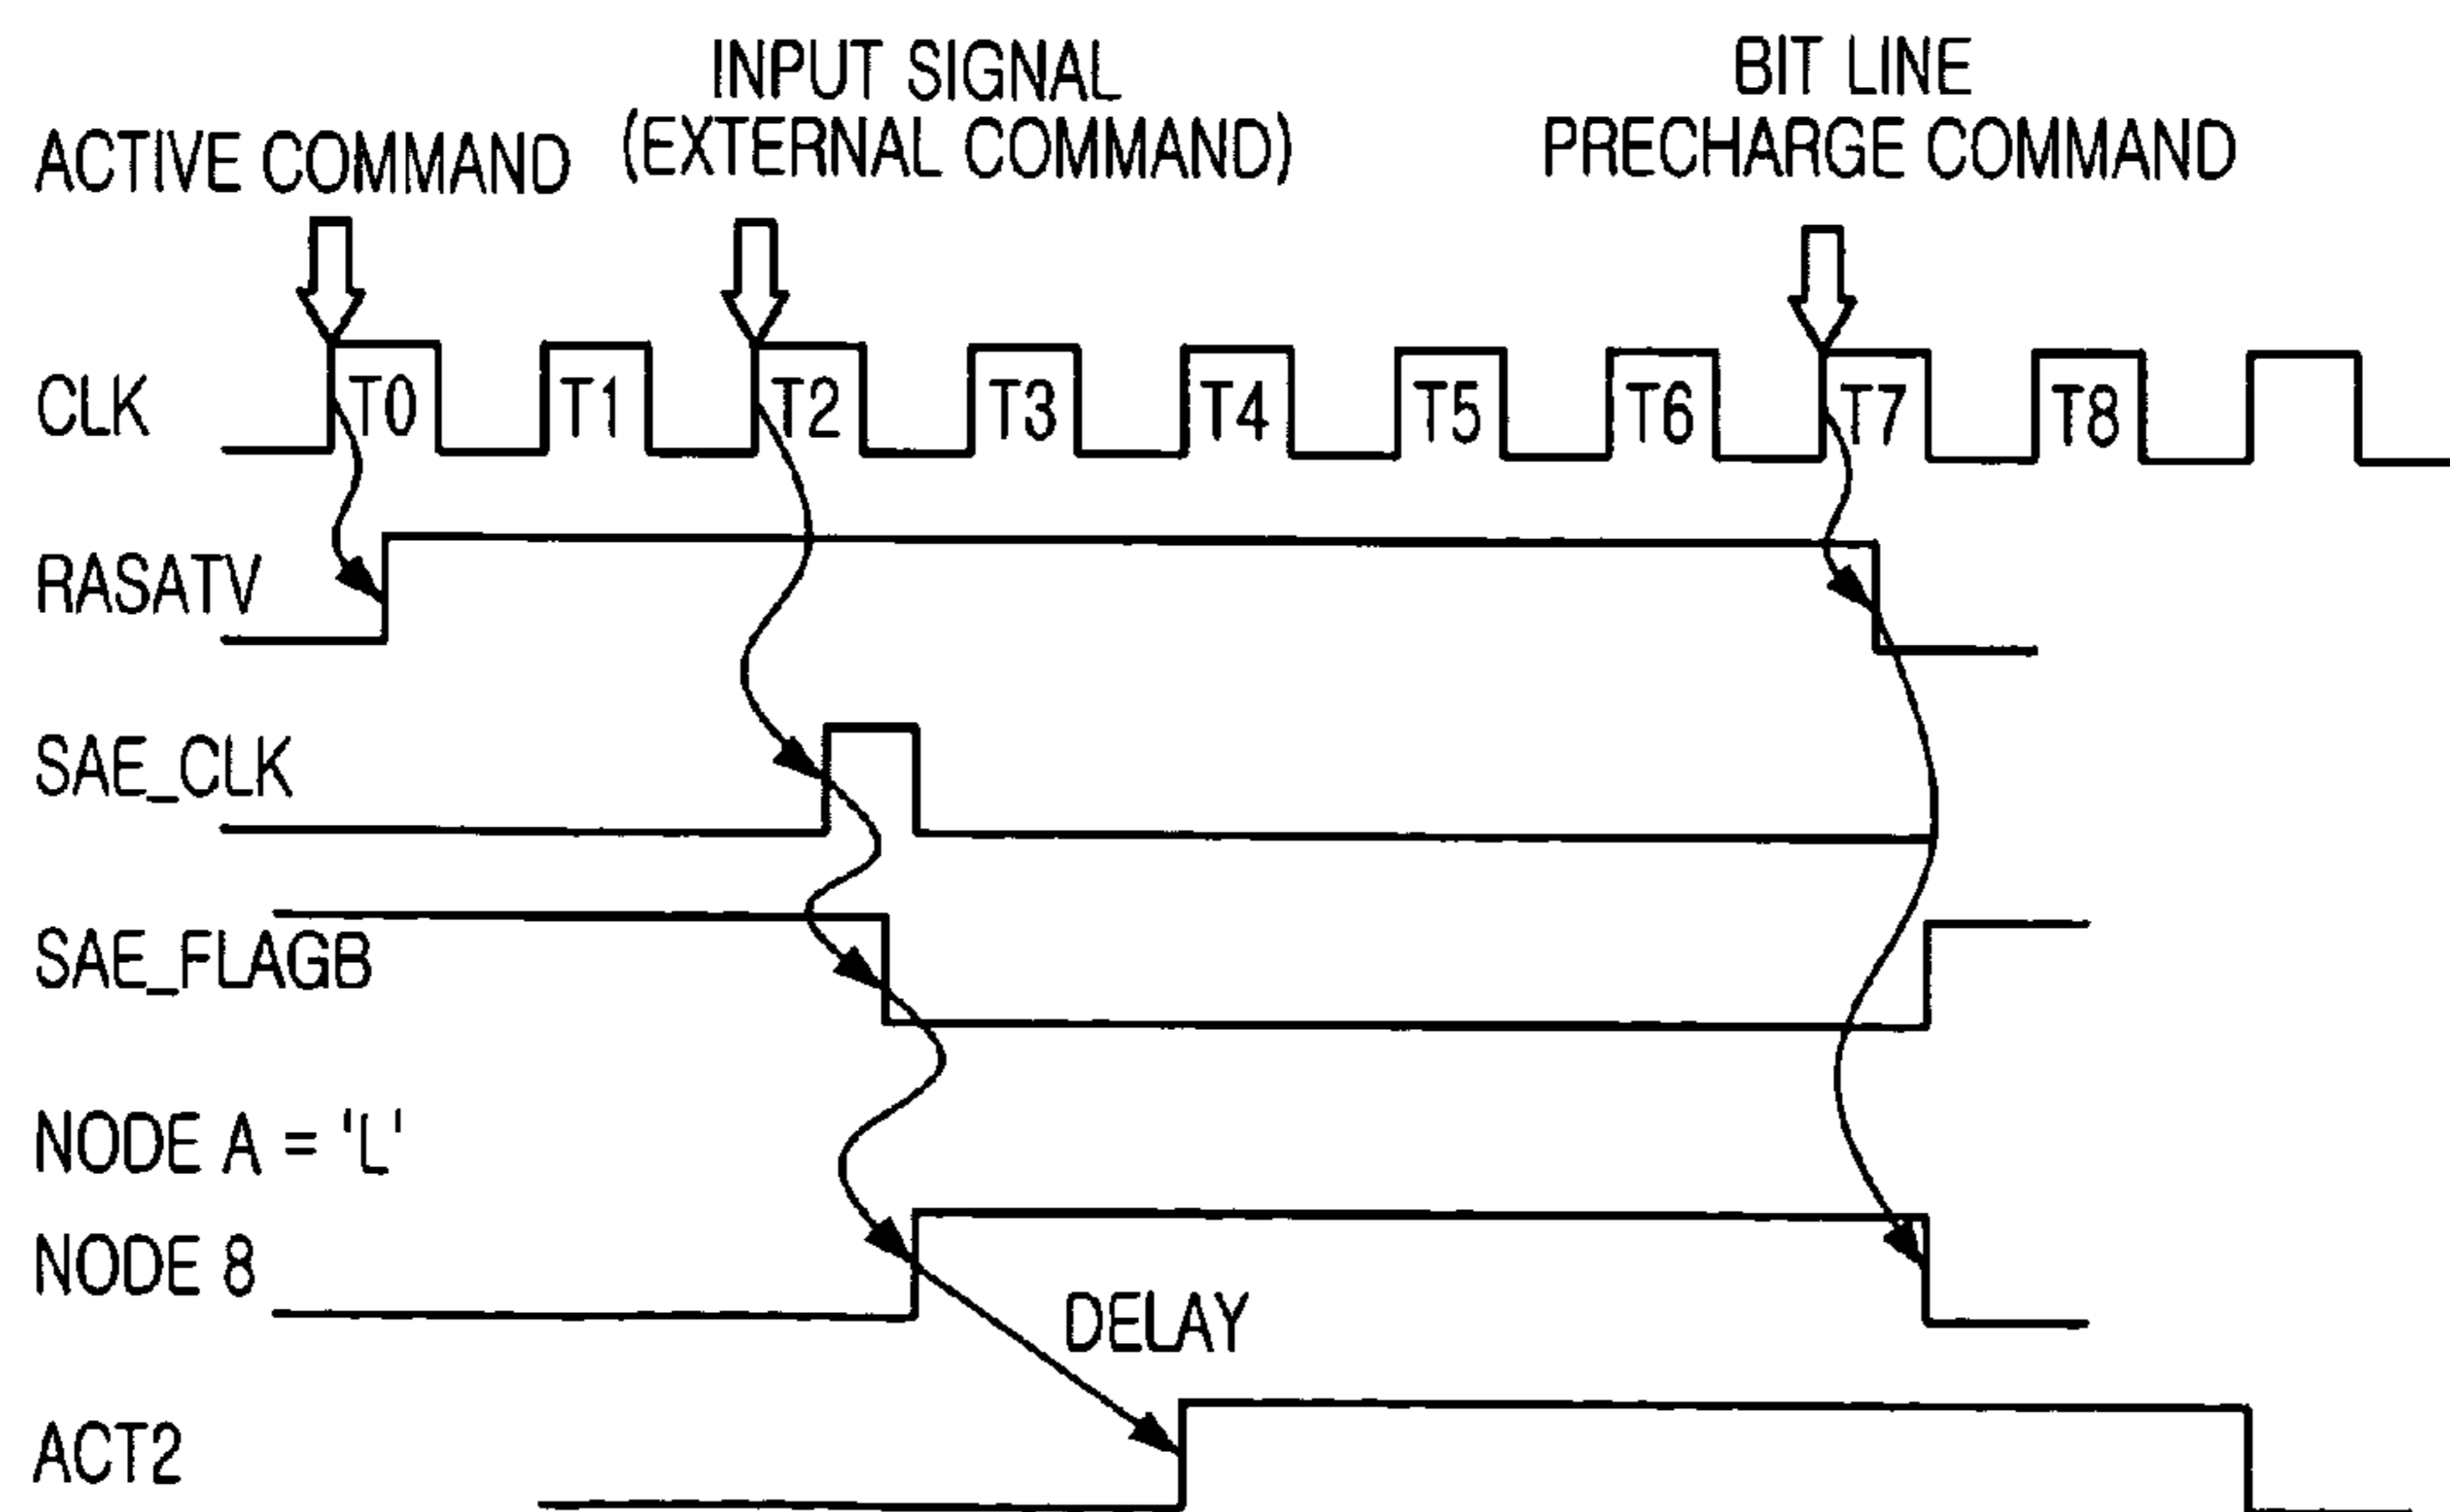 ACTIVE COMMAND
INPUT SIGNAL
(EXTERNAL COMMAND)
BIT LINE
PRECHARGE COMMAND
CLK
T0 T1 T2 T3 T4 T5 T6 T7 T8
RASATV
SAE_CLK
SAE_FLAGB
NODE A = 'L'
NODE 8
DELAY
ACT2